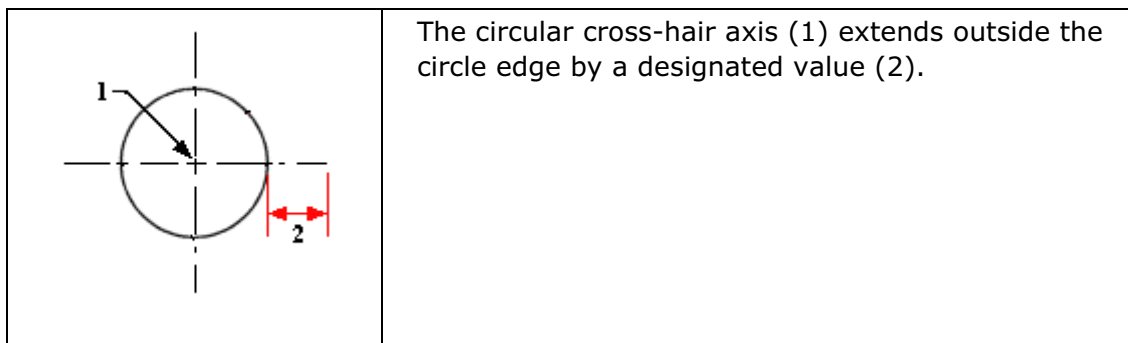 The circular cross-hair axis (1) extends outside the
circle edge by a designated value (2).
1
2